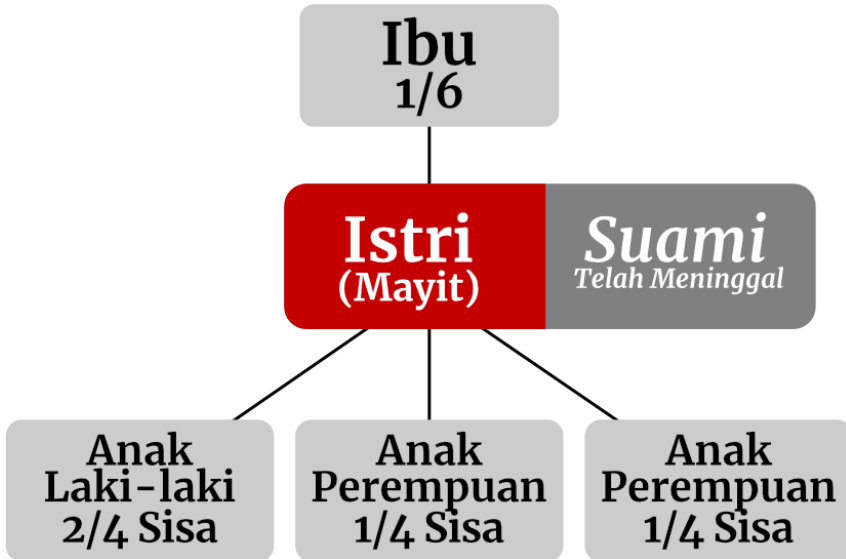 Ibu
1/6
Istri
(Mayit)
Suami
Telah Meninggal
Anak
Laki-laki
2/4 Sisa
Anak
Perempuan
1/4 Sisa
Anak
Perempuan
1/4 Sisa